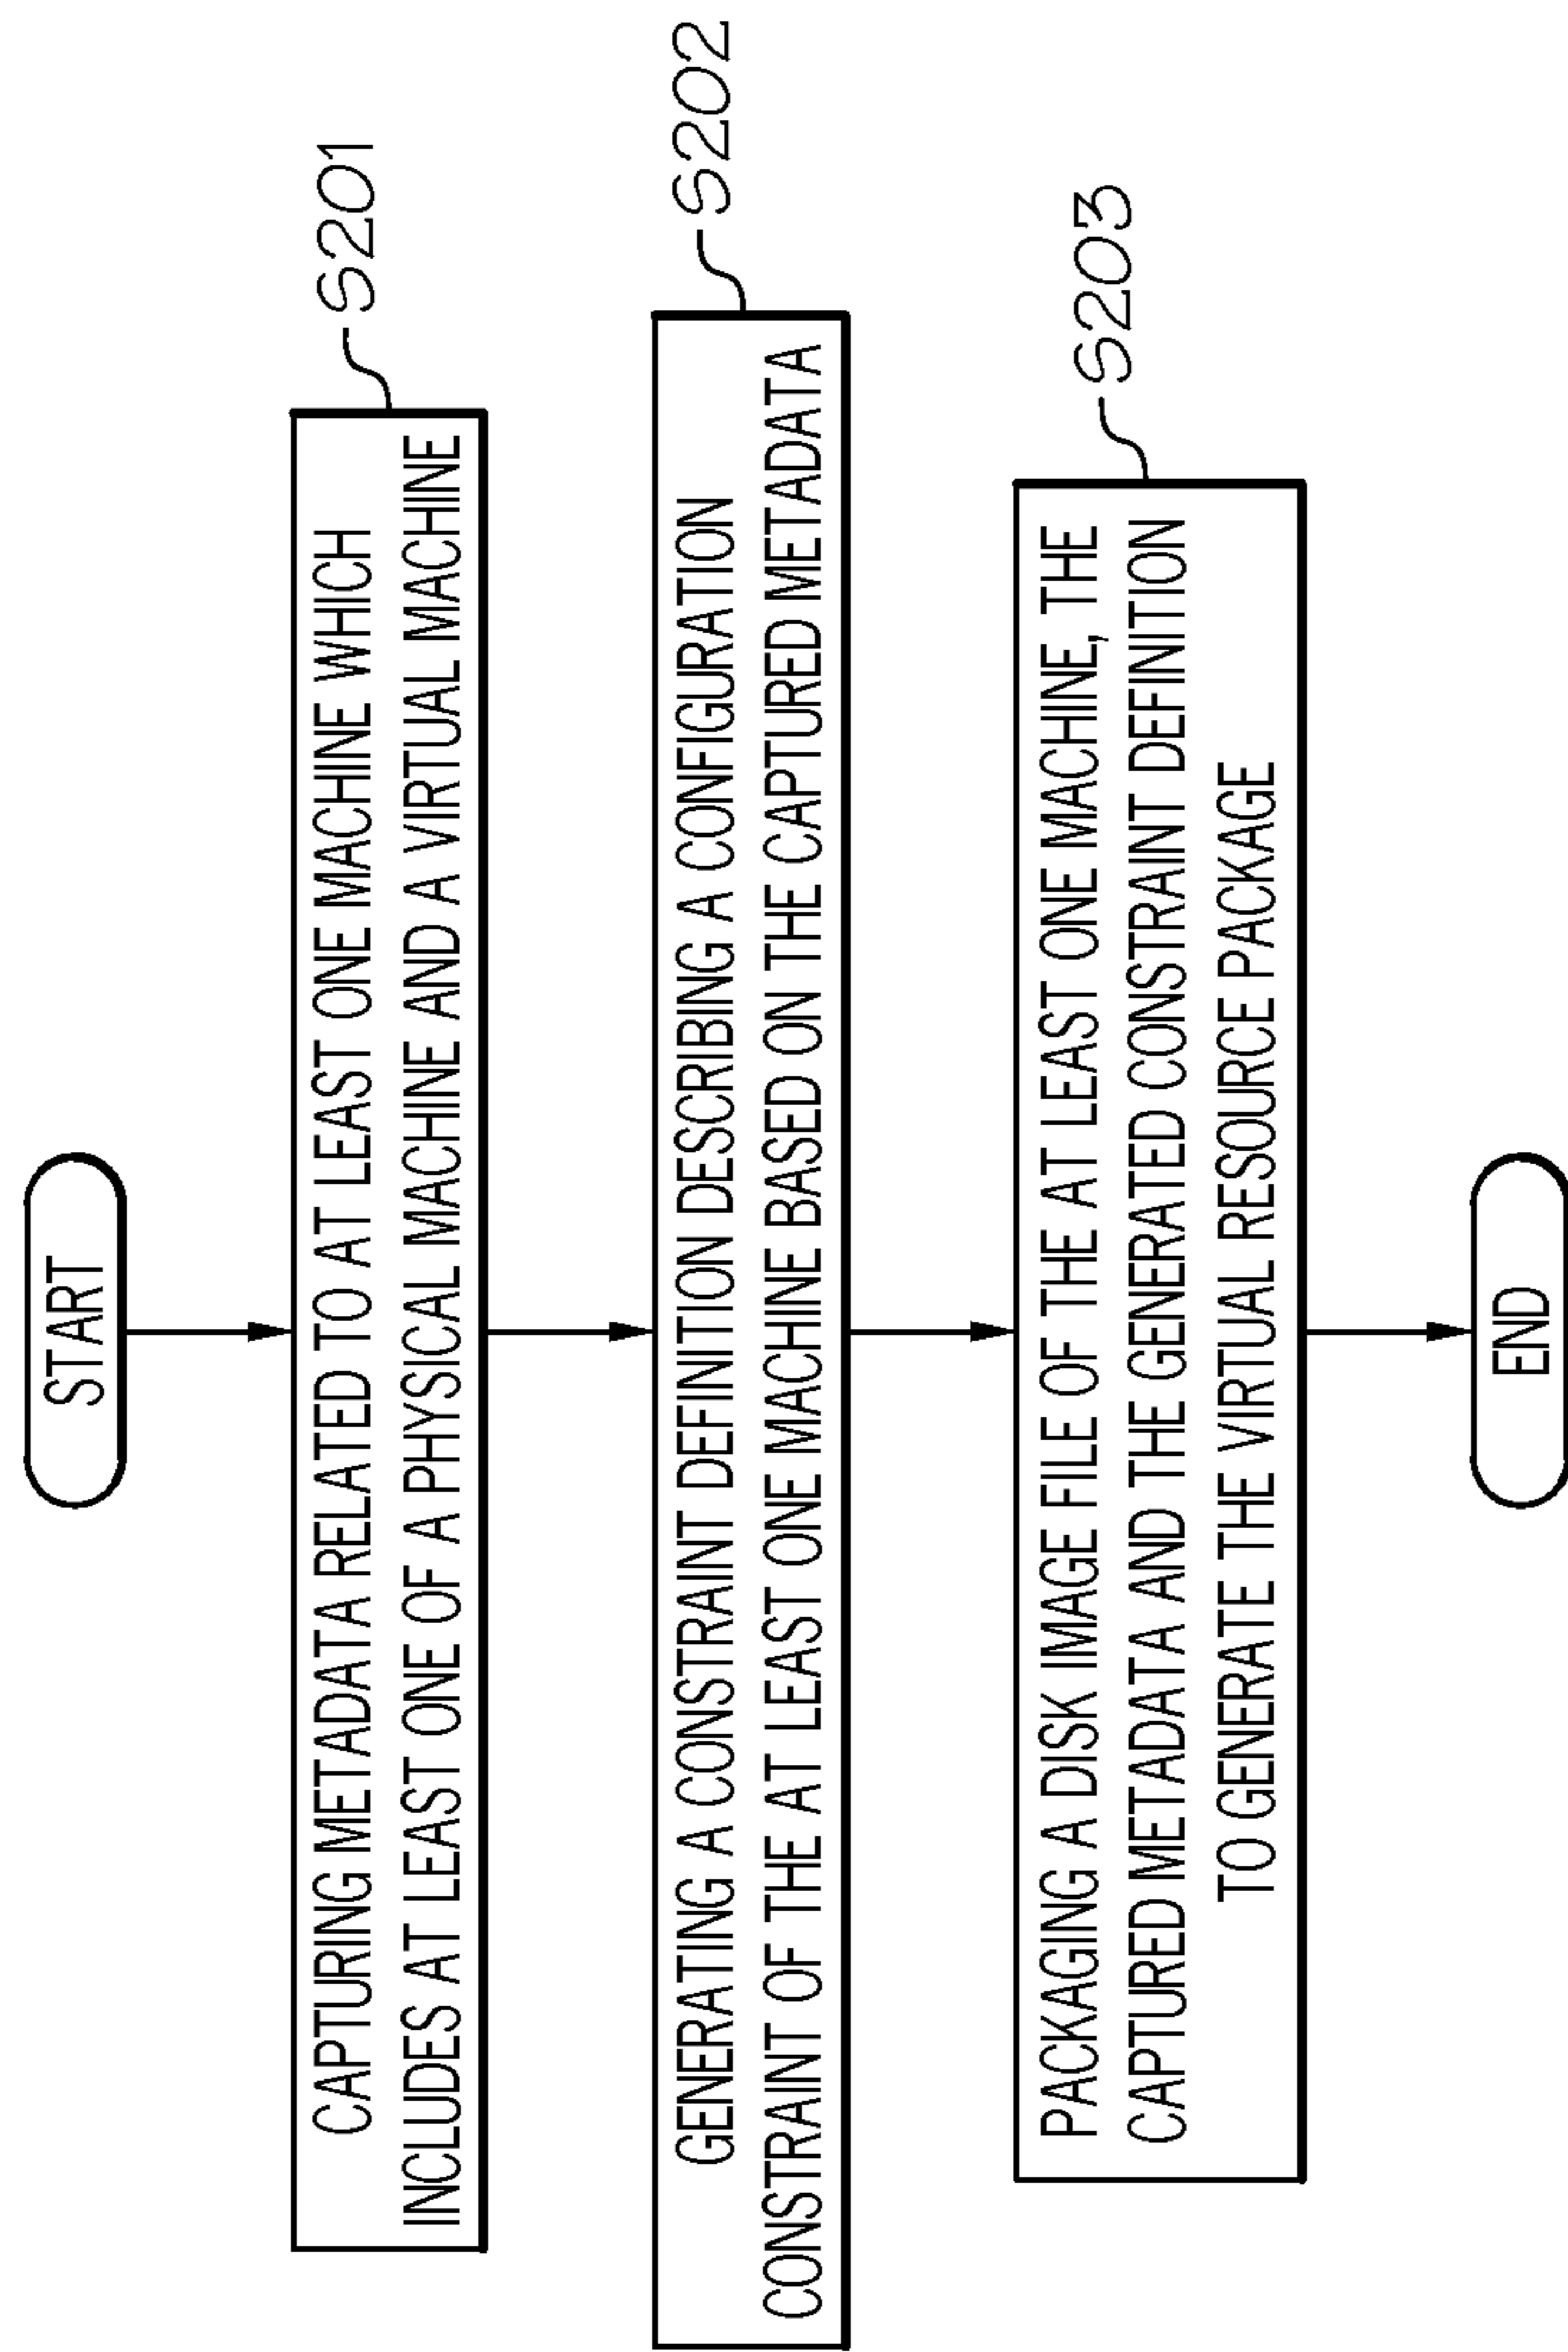 START
CAPTURING METADATA RELATED TO AT LEAST ONE MACHINE WHICH
INCLUDES AT LEAST ONE OF A PHYSICAL MACHINE AND A VIRTUAL MACHINE
S201
GENERATING A CONSTRAINT DEFINITION DESCRIBING A CONFIGURATION
CONSTRAINT OF THE AT LEAST ONE MACHINE BASED ON THE CAPTURED METADATA
S202
PACKAGING A DISK IMAGE FILE OF THE AT LEAST ONE MACHINE, THE
CAPTURED METADATA AND THE GENERATED CONSTRAINT DEFINITION
TO GENERATE THE VIRTUAL RESOURCE PACKAGE
S203
END